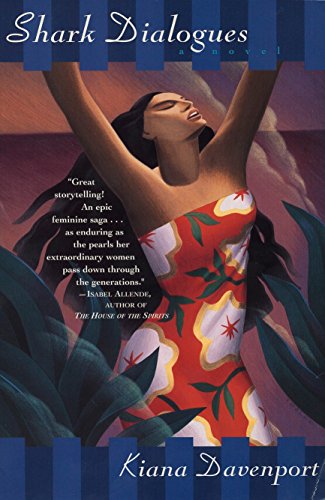 Shark Dialogues
a novel
"Great
storytelling!
An epic
feminine saga . . .
as enduring as
the pearls her
extraordinary women
pass down through
the generations."
—ISABEL ALLENDE,
AUTHOR OF
THE HOUSE OF THE SPIRITS
Kiana Davenport